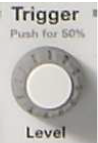 Trigger
Push for 50%
Level